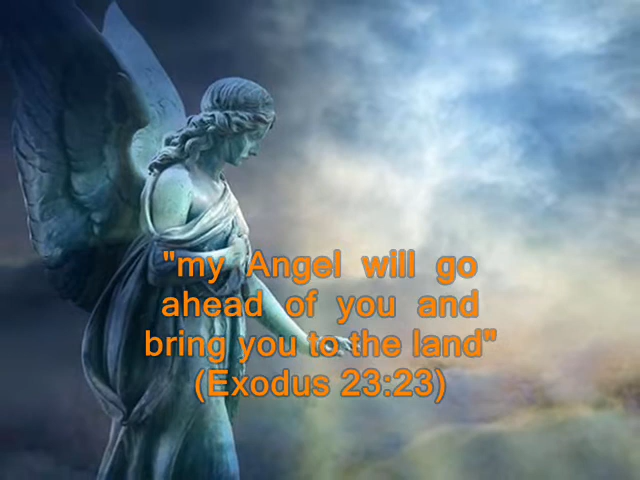 "my Angel will go
ahead of you and
bring you to the land"
(Exodus 23:23)